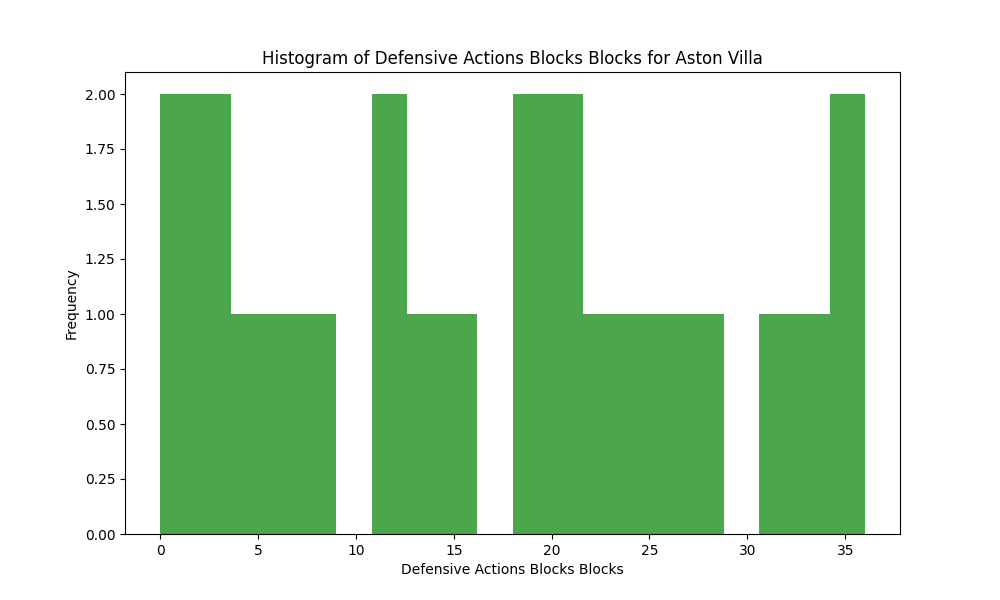 Histogram of Defensive Actions Blocks Blocks for Aston Villa
2.00
1.75
1.50
1.25
1.00
0.75
0.50
0.25
0.00
Frequency
0 5 10 15 20 25 30 35
Defensive Actions Blocks Blocks